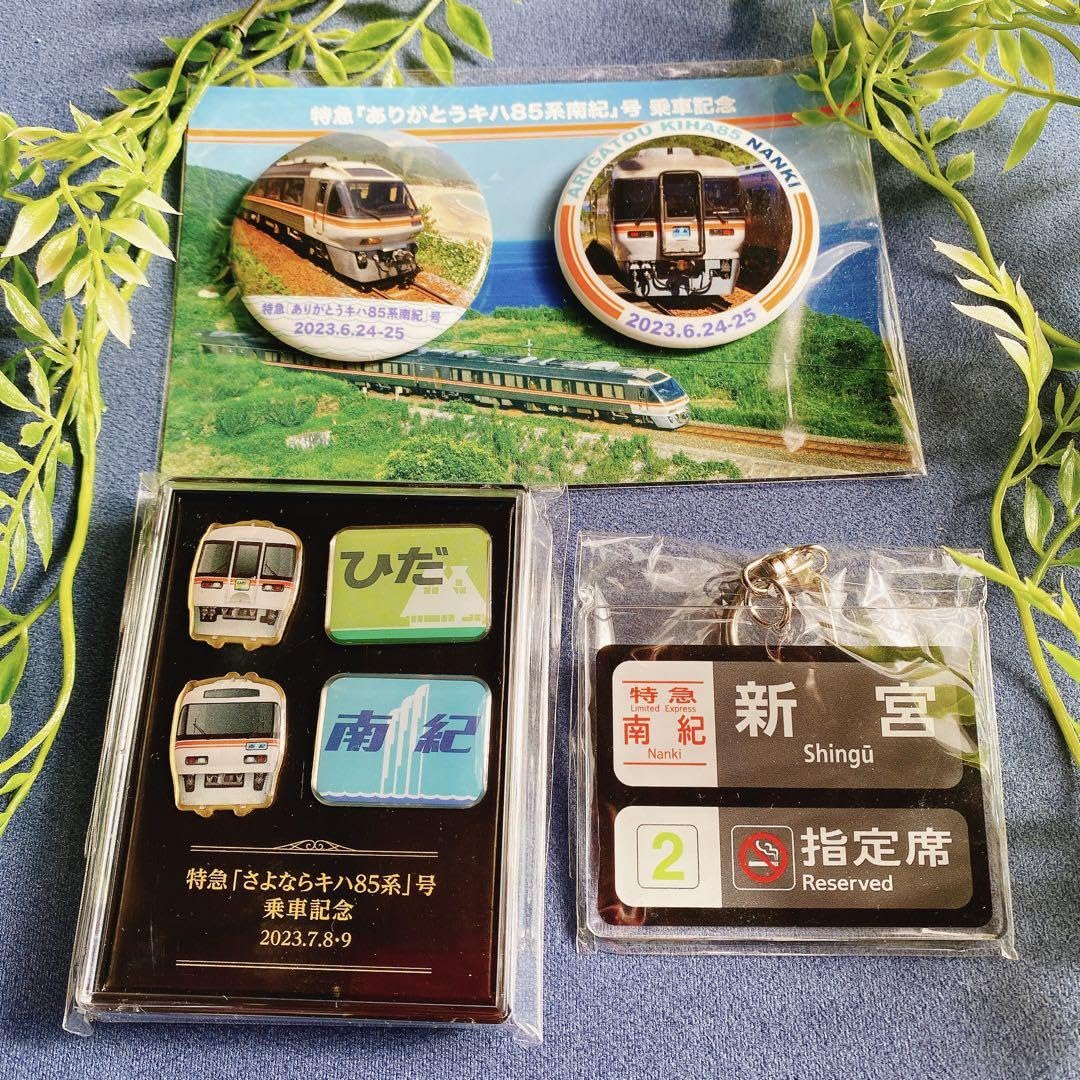 特急「ありがとうキハ85系南紀」号 乗車記念
特急「ありがとうキハ85系南紀」号
2023.6.24-25
ARIGATOU KIHA85 NANKI
2023.6.24-25
ひだ
南紀
南紀
特急「さよならキハ85系」号
乗車記念
2023.7.8・9
特急
Limited Express
南紀
Nanki
新宮
Shingū
2
指定席
Reserved